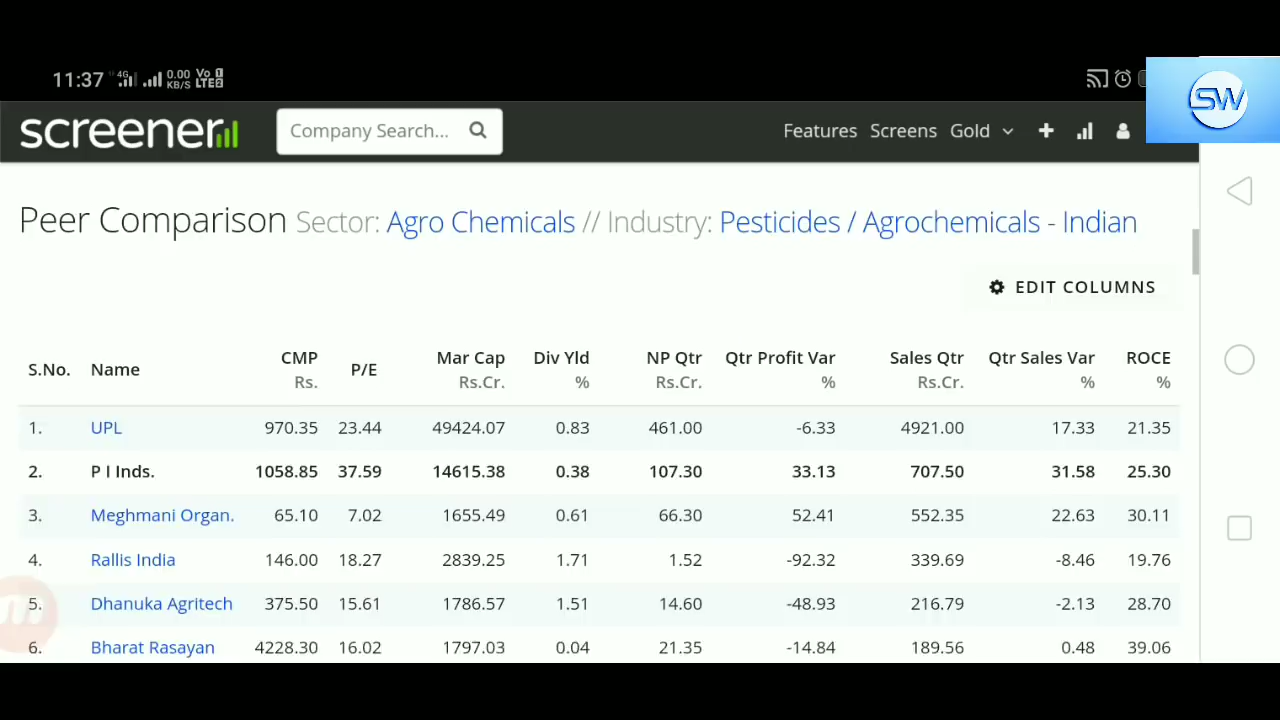 11:37 4G 0.00 KB/S Vo LTE 1 2
SW
screener Company Search... Features Screens Gold
Peer Comparison Sector: Agro Chemicals // Industry: Pesticides / Agrochemicals - Indian
EDIT COLUMNS
S.No. Name CMP Rs. P/E Mar Cap Rs.Cr. Div Yld % NP Qtr Rs.Cr. Qtr Profit Var % Sales Qtr Rs.Cr. Qtr Sales Var % ROCE %
1. UPL 970.35 23.44 49424.07 0.83 461.00 -6.33 4921.00 17.33 21.35
2. P I Inds. 1058.85 37.59 14615.38 0.38 107.30 33.13 707.50 31.58 25.30
3. Meghmani Organ. 65.10 7.02 1655.49 0.61 66.30 52.41 552.35 22.63 30.11
4. Rallis India 146.00 18.27 2839.25 1.71 1.52 -92.32 339.69 -8.46 19.76
5. Dhanuka Agritech 375.50 15.61 1786.57 1.51 14.60 -48.93 216.79 -2.13 28.70
6. Bharat Rasayan 4228.30 16.02 1797.03 0.04 21.35 -14.84 189.56 0.48 39.06